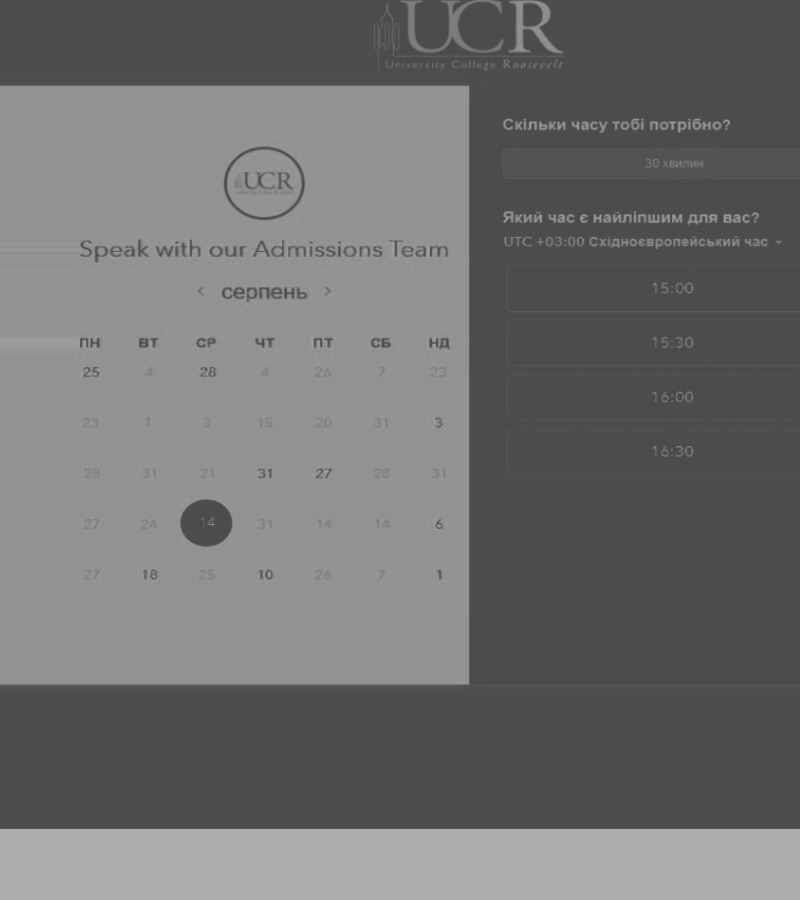 UCR
University College Roosevelt
UCR
Speak with our Admissions Team
< серпень >
ПН ВТ СР ЧТ ПТ СБ НД
25 4 28 4 26 7 23
23 1 3 15 20 31 3
28 31 21 31 27 28 31
27 24 14 31 14 14 6
27 18 25 10 26 7 1
Скільки часу тобі потрібно?
30 хвилин
Який час є найліпшим для вас?
UTC +03:00 Східноєвропейський час
15:00
15:30
16:00
16:30